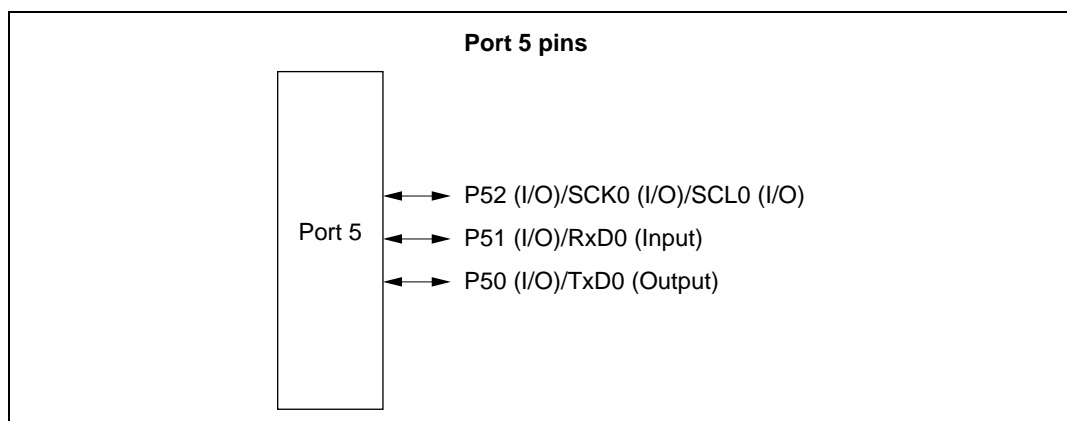 Port 5 pins
P52 (I/O)/SCK0 (I/O)/SCL0 (I/O)
Port 5
P51 (I/O)/RxD0 (Input)
P50 (I/O)/TxD0 (Output)